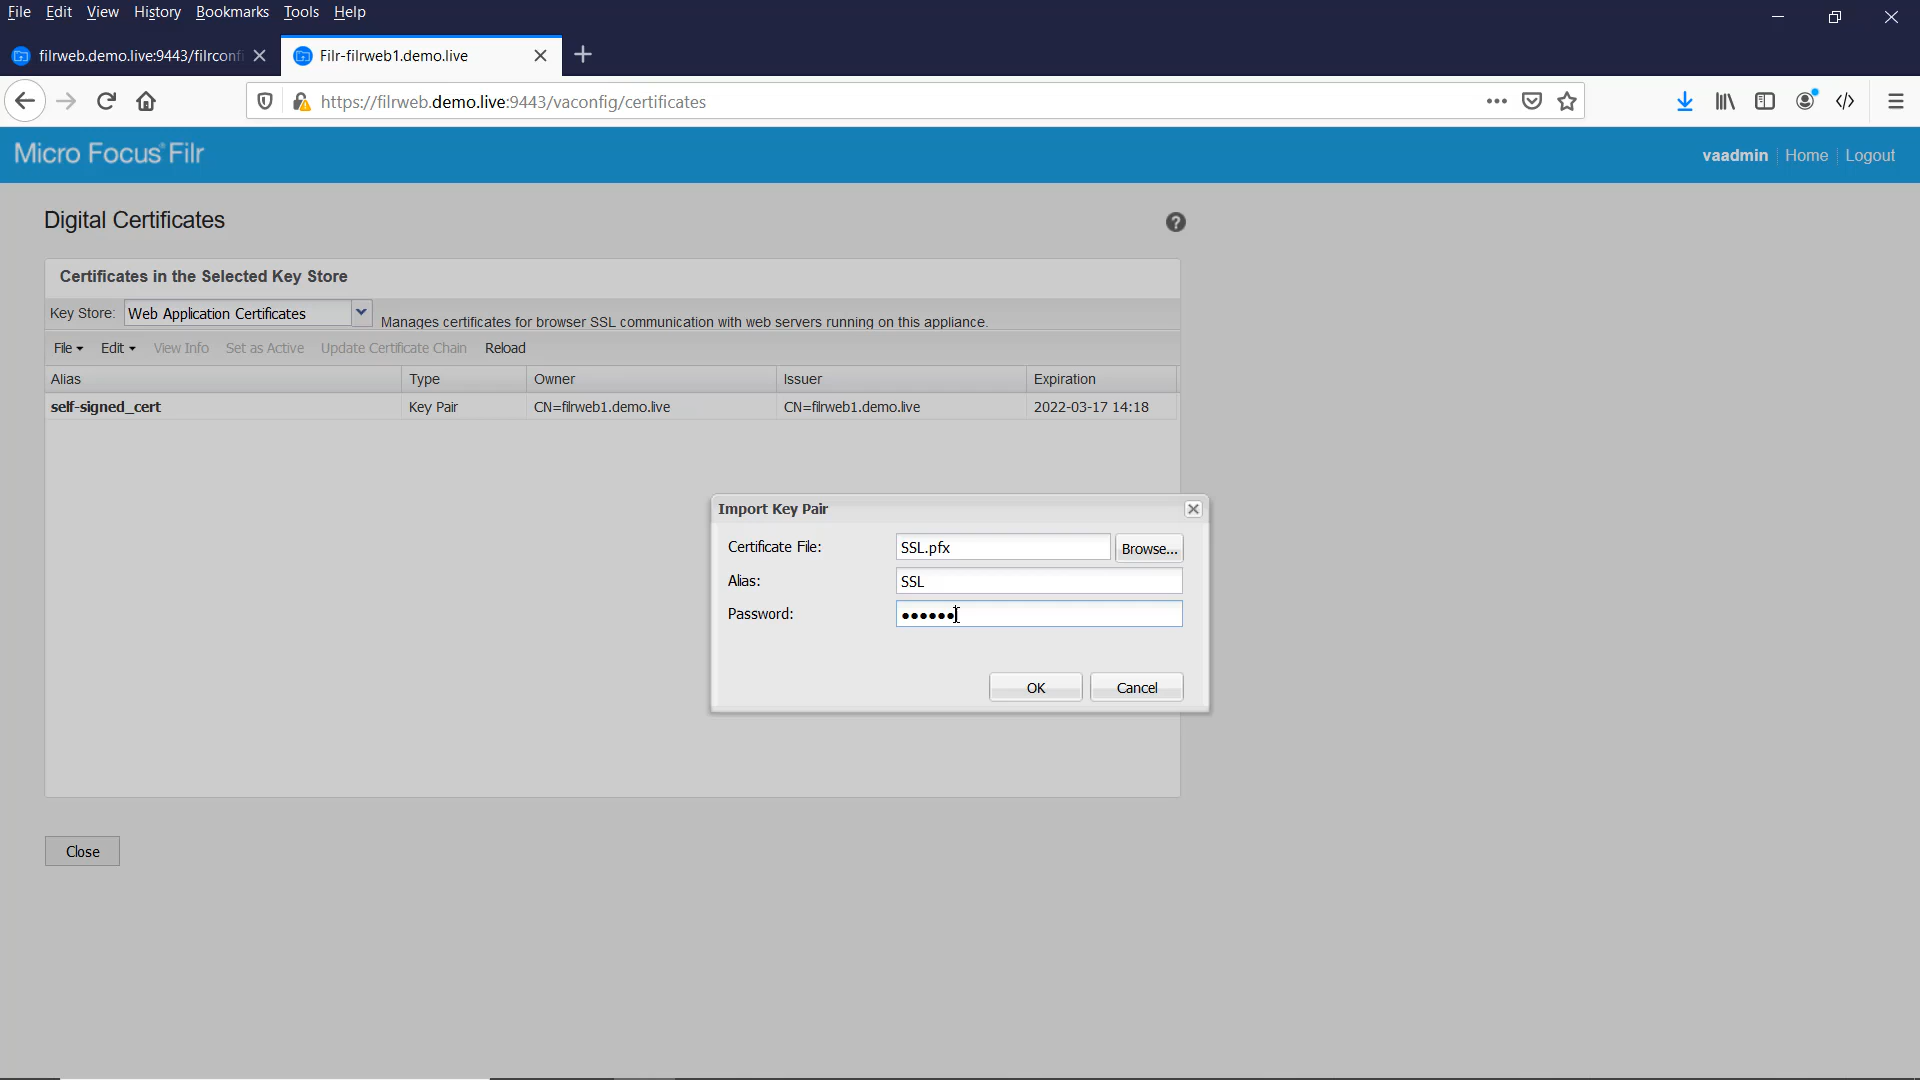 File Edit View History Bookmarks Tools Help
filrweb.demo.live:9443/filrconfi
Filr-filrweb1.demo.live
https://filrweb.demo.live:9443/vaconfig/certificates
Micro Focus Filr
vaadmin Home Logout
Digital Certificates
Certificates in the Selected Key Store
Key Store: Web Application Certificates Manages certificates for browser SSL communication with web servers running on this appliance.
File Edit View Info Set as Active Update Certificate Chain Reload
Alias Type Owner Issuer Expiration
self-signed_cert Key Pair CN=filrweb1.demo.live CN=filrweb1.demo.live 2022-03-17 14:18
Import Key Pair
Certificate File: SSL.pfx Browse...
Alias: SSL
Password: ••••••
OK Cancel
Close